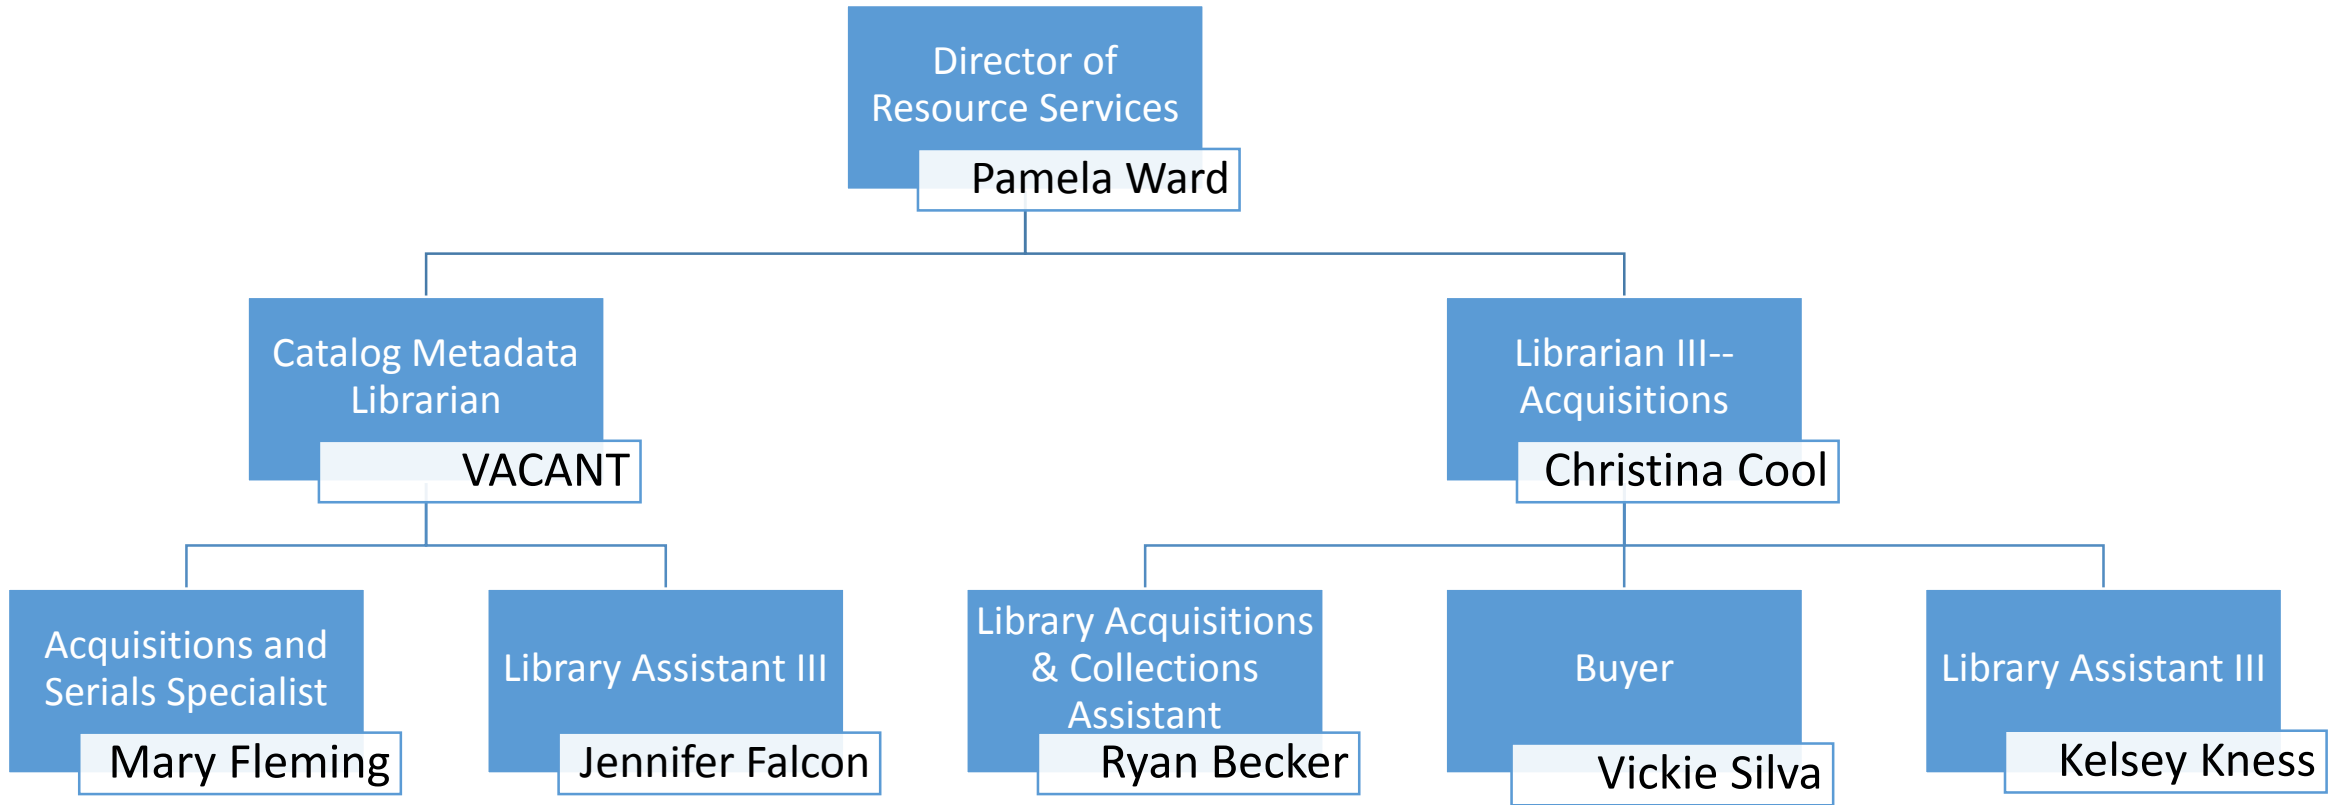 Director of
Resource Services
Pamela Ward
Catalog Metadata
Librarian
VACANT
Librarian III--
Acquisitions
Christina Cool
Acquisitions and
Serials Specialist
Mary Fleming
Library Assistant III
Jennifer Falcon
Library Acquisitions
& Collections
Assistant
Ryan Becker
Buyer
Vickie Silva
Library Assistant III
Kelsey Kness